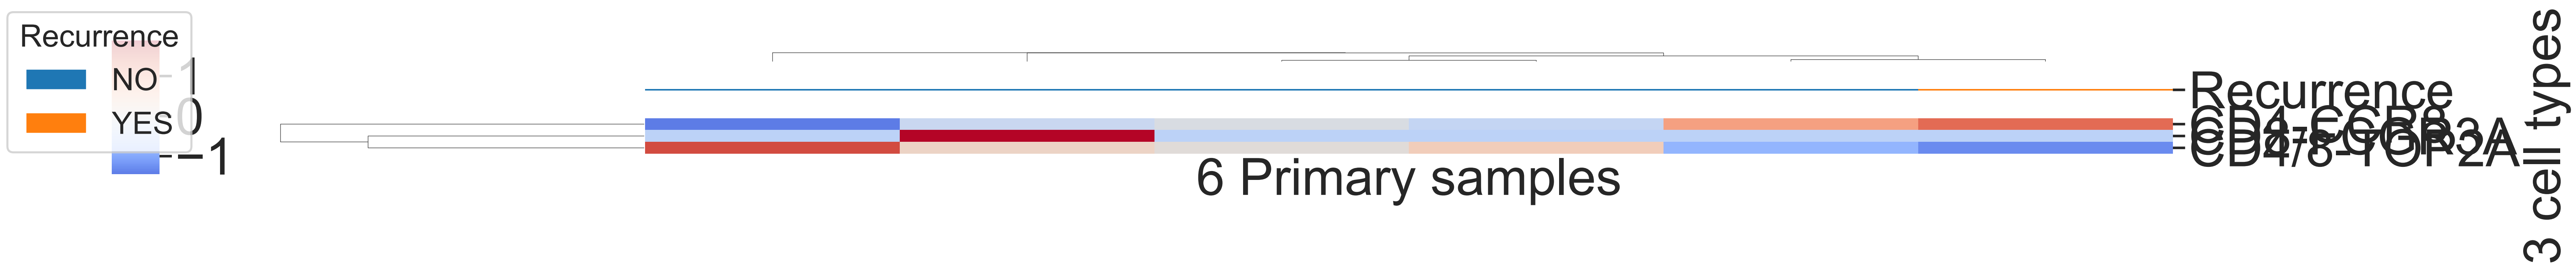 Recurrence
NO
YES
1
0
−1
Recurrence
CD4-CCR8
CD4/8-TOP2A
6 Primary samples
3 cell types